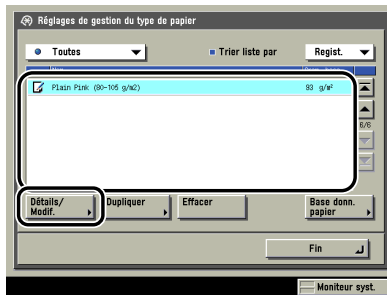 Réglages de gestion du type de papier
Toutes
Trier liste par
Regist.
Plain Pink (80-105 g/m2)
93 g/m²
6/6
Détails/
Modif.
Dupliquer
Effacer
Base donn.
papier
Fin
Moniteur syst.